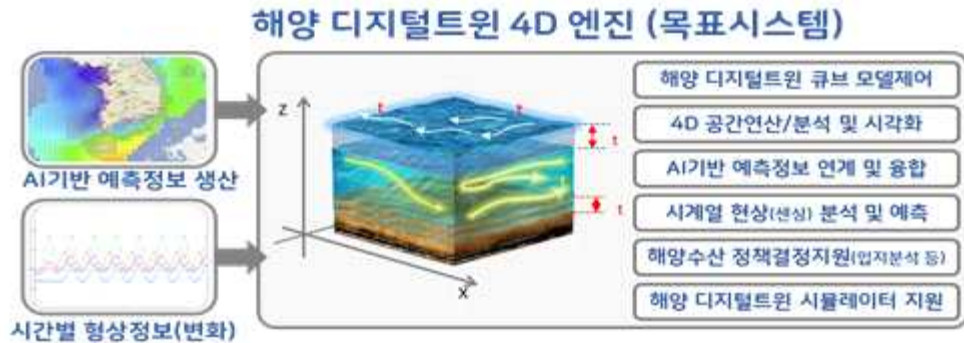 해양 디지털트윈 4D 엔진 (목표시스템)
AI기반 예측정보 생산
시간별 형상정보(변화)
z
t
t
t
t
x
해양 디지털트윈 큐브 모델제어
4D 공간연산/분석 및 시각화
AI기반 예측정보 연계 및 융합
시계열 현상(센싱) 분석 및 예측
해양수산 정책결정지원(입지분석 등)
해양 디지털트윈 시뮬레이터 지원